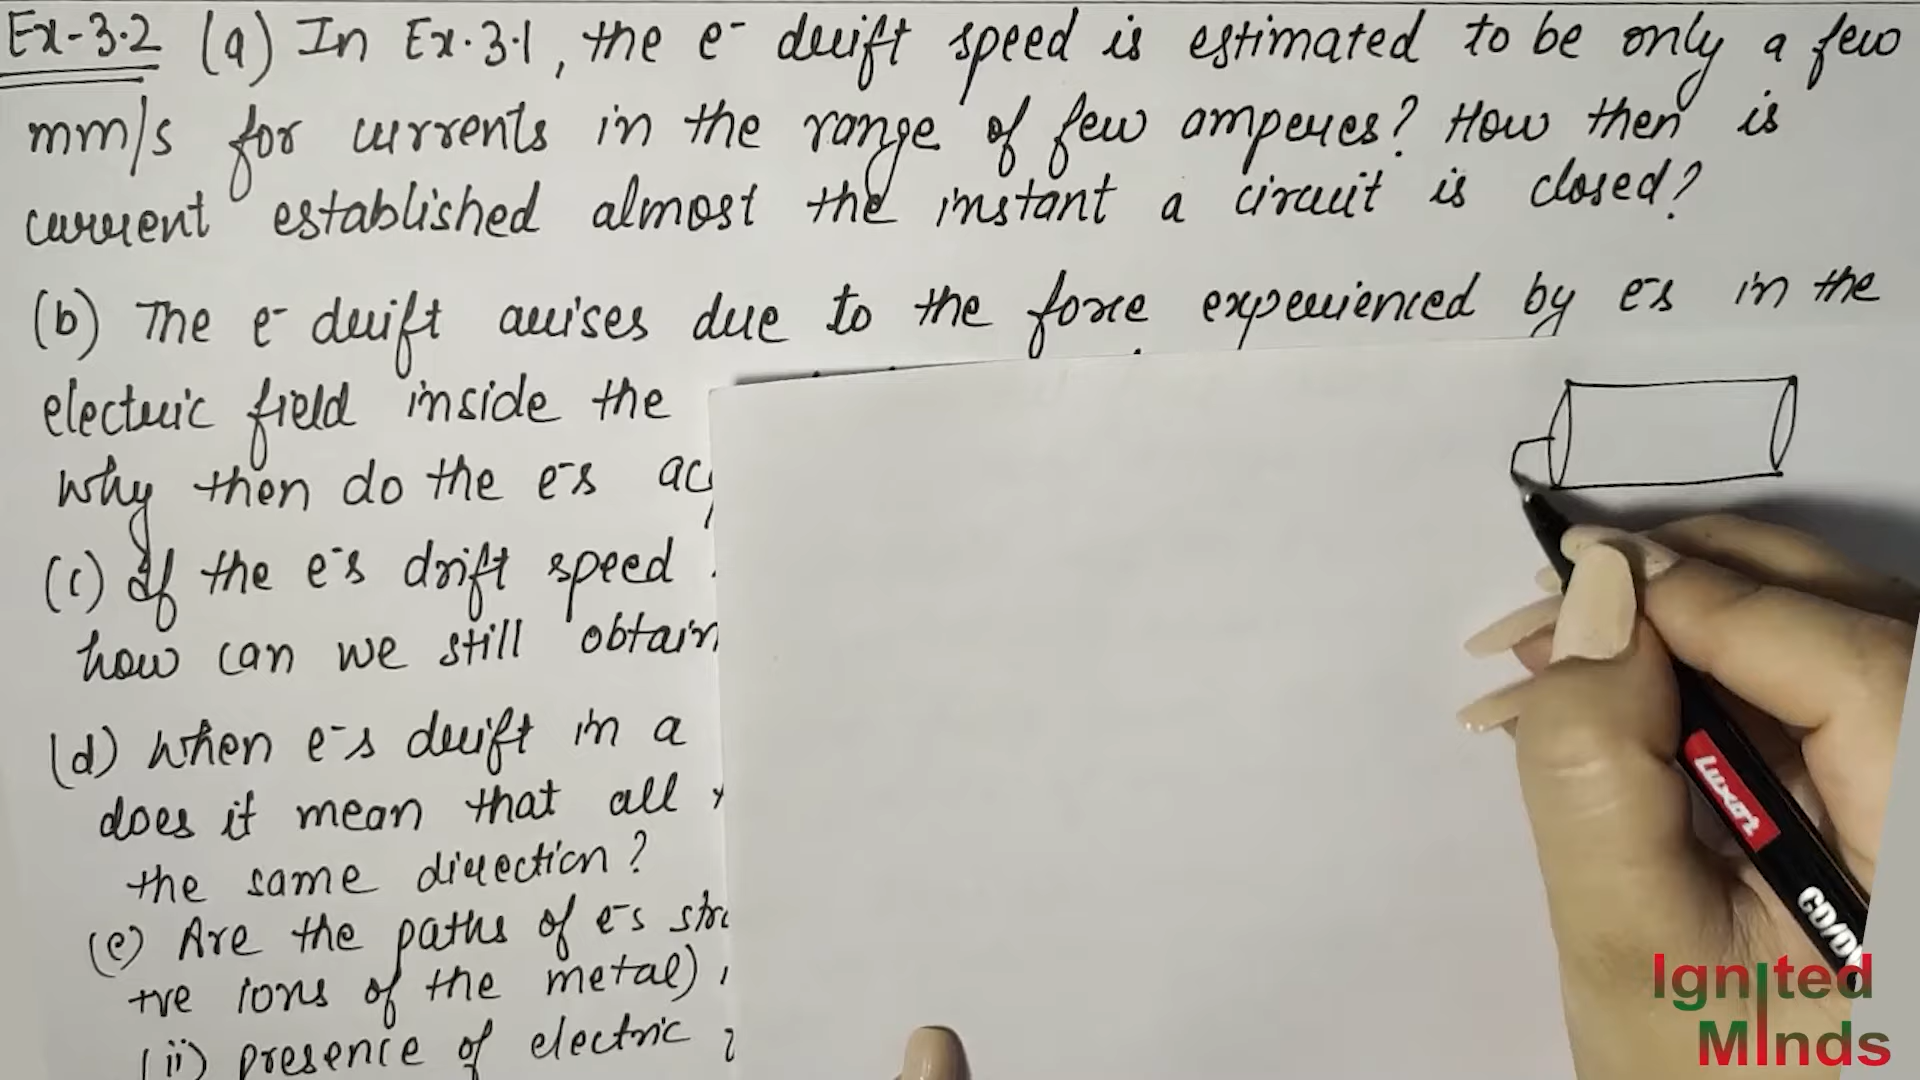 Ex-3.2 (a) In Ex.3.1, the e⁻ drift speed is estimated to be only a few
mm/s for currents in the range of few amperes? How then is
current established almost the instant a circuit is closed?
(b) The e⁻ drift arises due to the force experienced by e⁻s in the
electric field inside the
why then do the e⁻s
(c) If the e⁻s drift speed
how can we still obtain
(d) When e⁻s drift in a
does it mean that all
the same direction?
(e) Are the paths of e⁻s
+ve ions of the metal)
(ii) presence of electric
Luxor
CD/DV
Ignited
Minds